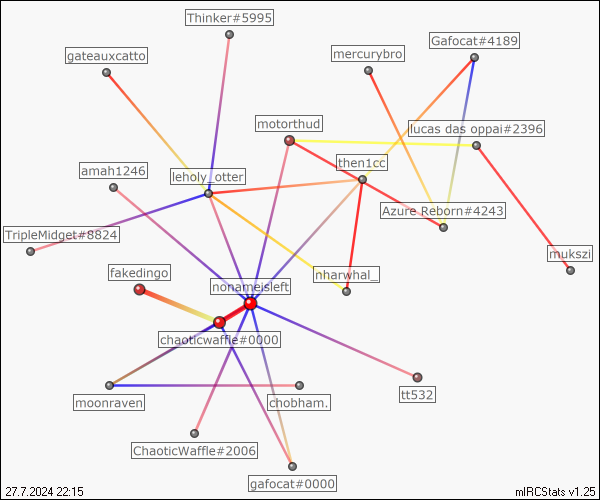 Thinker#5995
Gafocat#4189
gateauxcatto
mercurybro
motorthud
lucas das oppai#2396
then1cc
amah1246
leholy_otter
Azure Reborn#4243
TripleMidget#8824
mukszi
fakedingo
nharwhal_
nonameisleft
chaoticwaffle#0000
tt532
moonraven
chobham.
ChaoticWaffle#2006
gafocat#0000
27.7.2024 22:15
mIRCStats v1.25